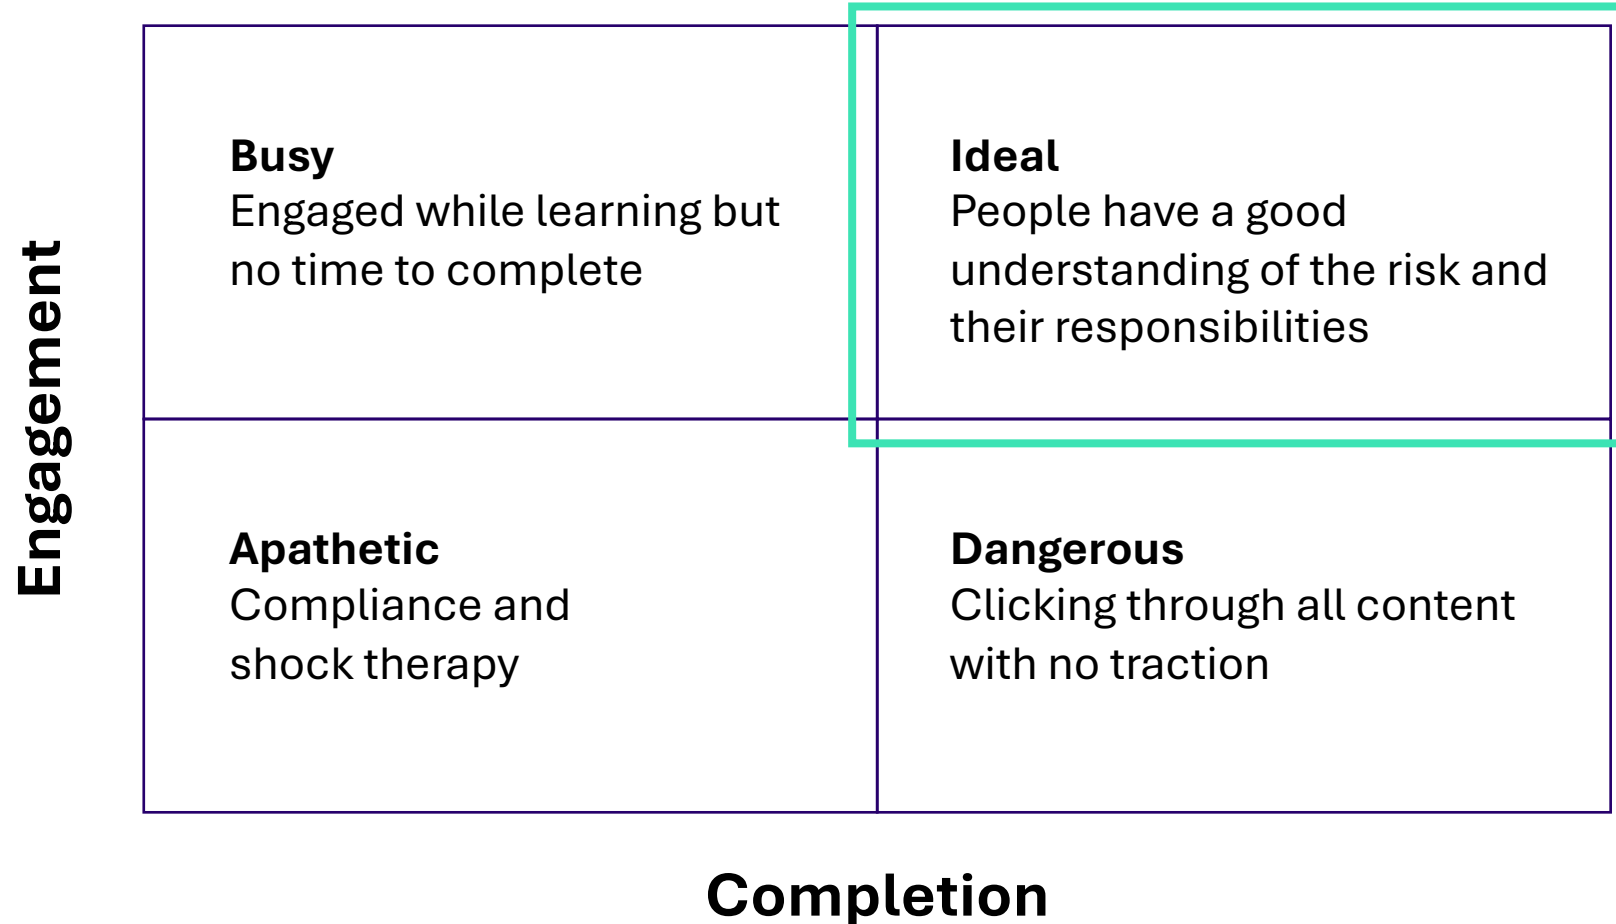 Engagement
Busy
Engaged while learning but
no time to complete
Ideal
People have a good
understanding of the risk and
their responsibilities
Apathetic
Compliance and
shock therapy
Dangerous
Clicking through all content
with no traction
Completion